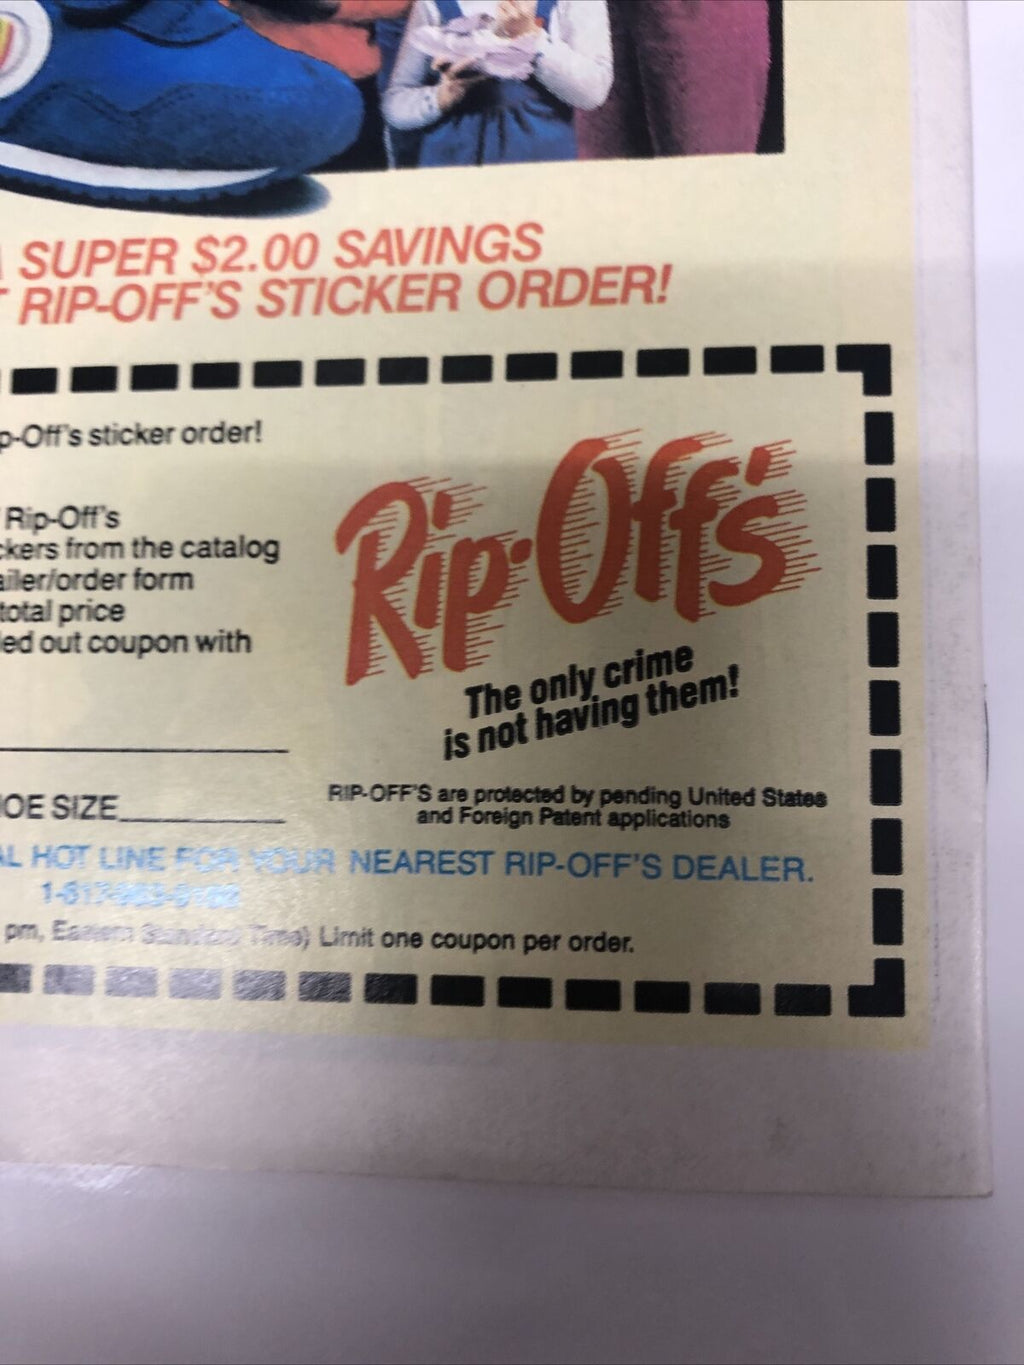 SUPER $2.00 SAVINGS
RIP-OFF'S STICKER ORDER!
p-Off's sticker order!
Rip-Off's
ckers from the catalog
ailer/order form
total price
led out coupon with
OE SIZE
Rip-Off's
The only crime
is not having them!
RIP-OFF'S are protected by pending United States
and Foreign Patent applications
AL HOT LINE FOR YOUR NEAREST RIP-OFF'S DEALER.
pm, Eastern Standard Time) Limit one coupon per order.